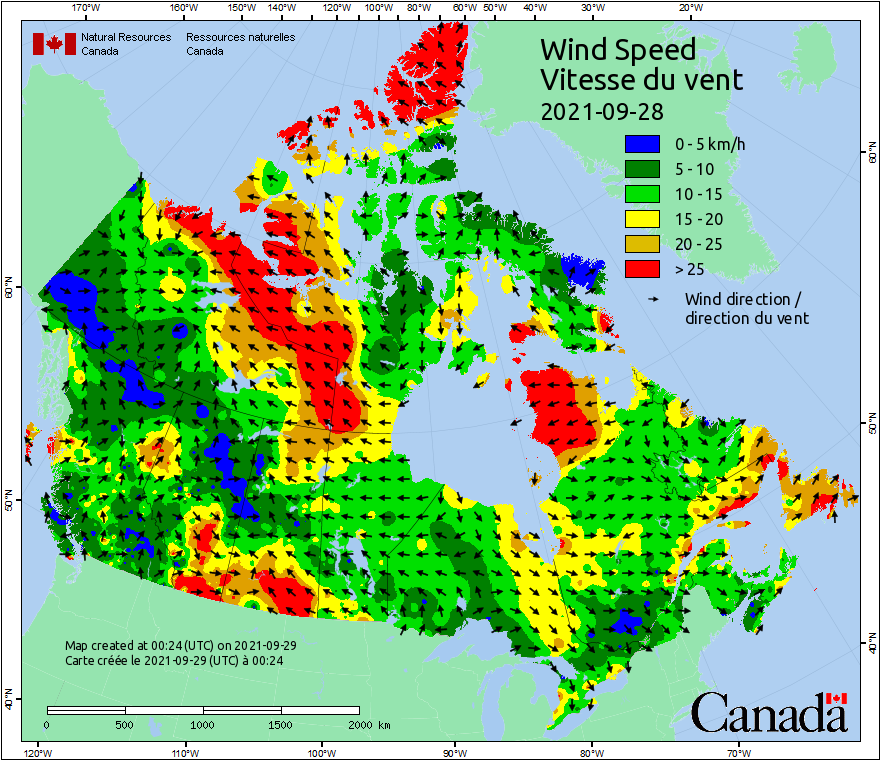 170°W 160°W 150°W 140°W 120°W 100°W 80°W 60°W 50°W 40°W 30°W 20°W
Natural Resources Canada
Ressources naturelles Canada
Wind Speed
Vitesse du vent
2021-09-28
0 - 5 km/h
5 - 10
10 - 15
15 - 20
20 - 25
> 25
Wind direction /
direction du vent
60°N
50°N
40°N
60°N
50°N
40°N
Map created at 00:24 (UTC) on 2021-09-29
Carte créée le 2021-09-29 (UTC) à 00:24
0 500 1000 1500 2000 km
Canada
120°W 110°W 100°W 90°W 80°W 70°W